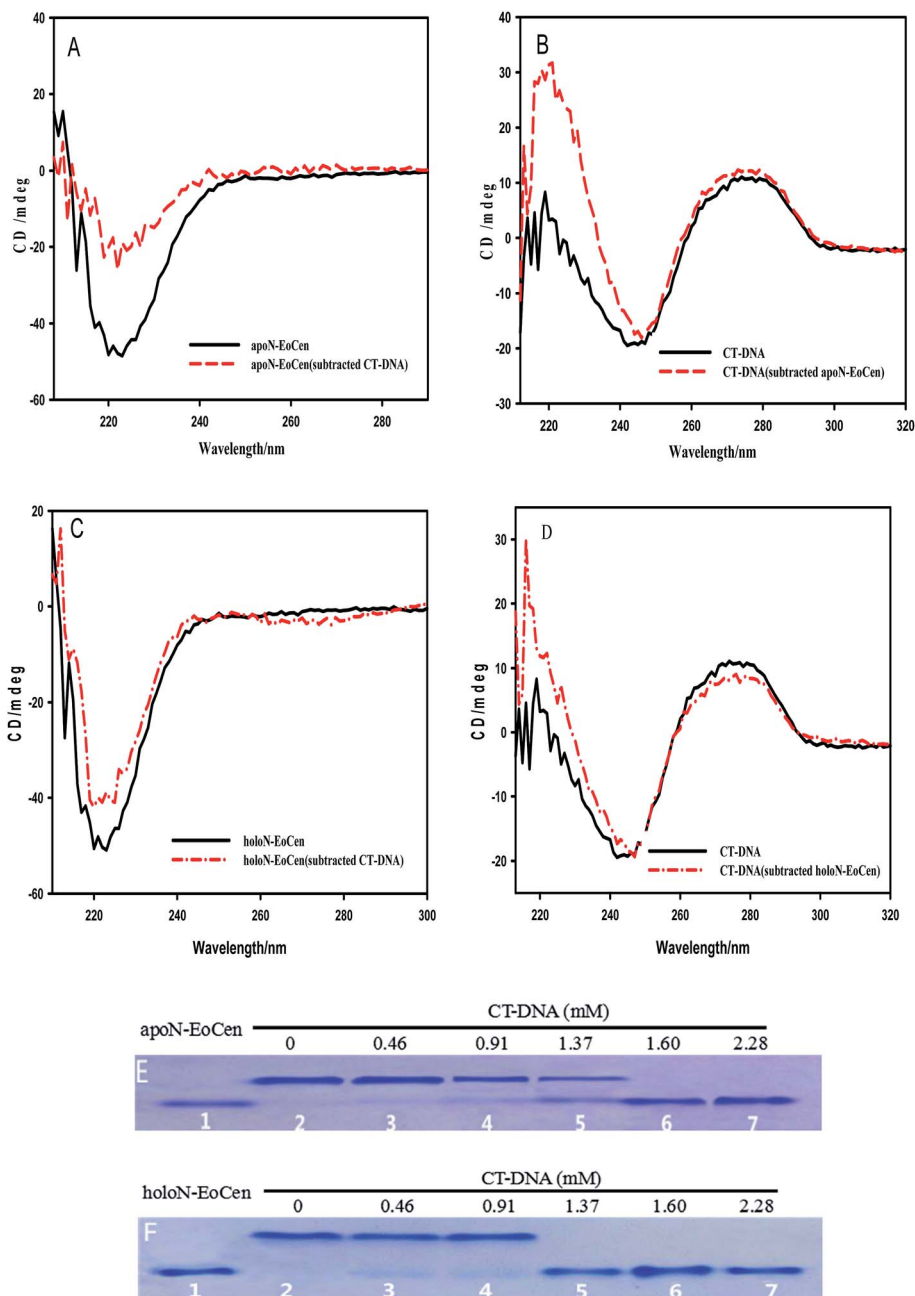 A
CD /mdeg
40
20
0
-20
-40
-60
220
240
260
280
Wavelength/nm
apoN-EoCen
apoN-EoCen(subtracted CT-DNA)
B
CD /mdeg
40
30
20
10
0
-10
-20
-30
220
240
260
280
300
320
Wavelength/nm
CT-DNA
CT-DNA(subtracted apoN-EoCen)
C
CD/mdeg
20
0
-20
-40
-60
220
240
260
280
300
Wavelength/nm
holoN-EoCen
holoN-EoCen(subtracted CT-DNA)
D
CD/mdeg
30
20
10
0
-10
-20
220
240
260
280
300
320
Wavelength/nm
CT-DNA
CT-DNA(subtracted holoN-EoCen)
CT-DNA (mM)
apoN-EoCen
0 0.46 0.91 1.37 1.60 2.28
E
1 2 3 4 5 6 7
CT-DNA (mM)
holoN-EoCen
0 0.46 0.91 1.37 1.60 2.28
F
1 2 3 4 5 6 7